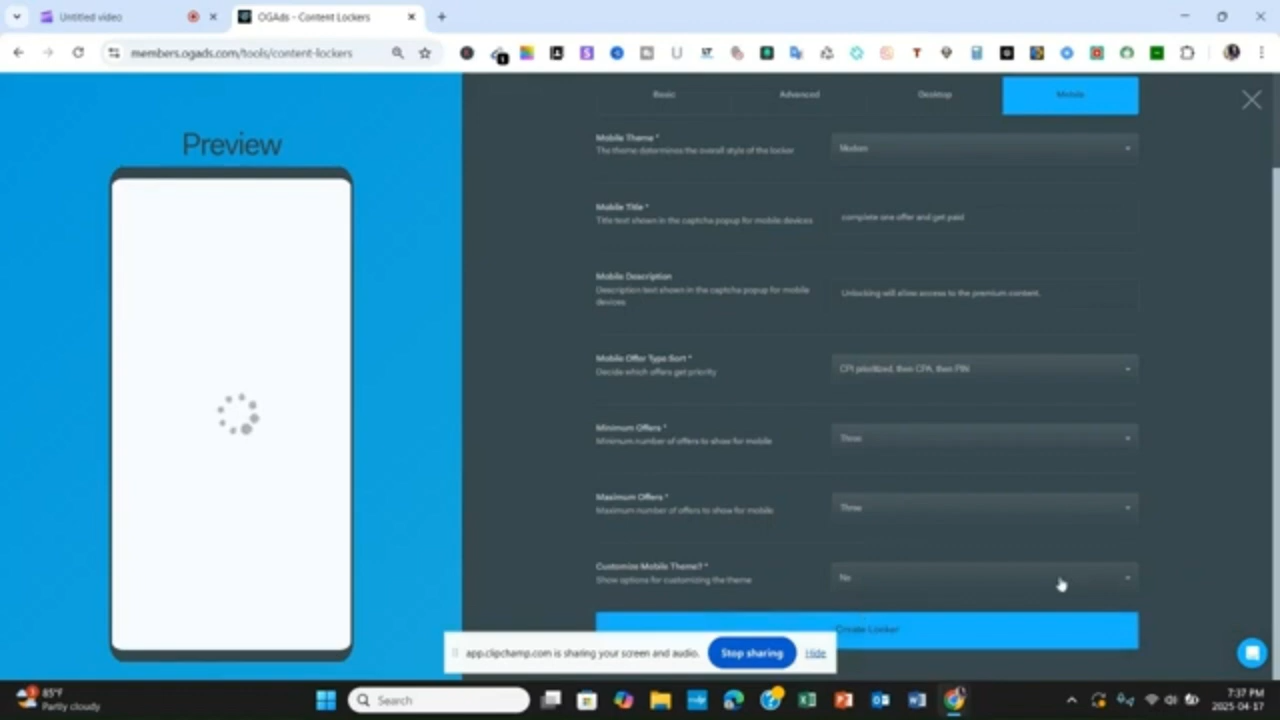 Untitled video
OGAds - Content Lockers
members.ogads.com/tools/content-lockers
Preview
Basic
Advanced
Desktop
Mobile
Mobile Theme *
The theme determines the overall style of the locker.
Modern
Mobile Title *
Title text shown in the captcha popup for mobile devices
complete one offer and get paid
Mobile Description
Description text shown in the captcha popup for mobile
devices
Unlocking will allow access to the premium content.
Mobile Offer Type Sort *
Decide which offers get priority
CPI prioritized, then CPA, then PIN
Minimum Offers *
Minimum number of offers to show for mobile
Three
Maximum Offers *
Maximum number of offers to show for mobile
Three
Customize Mobile Theme? *
Show options for customizing the theme
No
Create Locker
app.clipchamp.com is sharing your screen and audio.
Stop sharing
Hide
85°F
Partly cloudy
Search
7:37 PM
2025-04-17